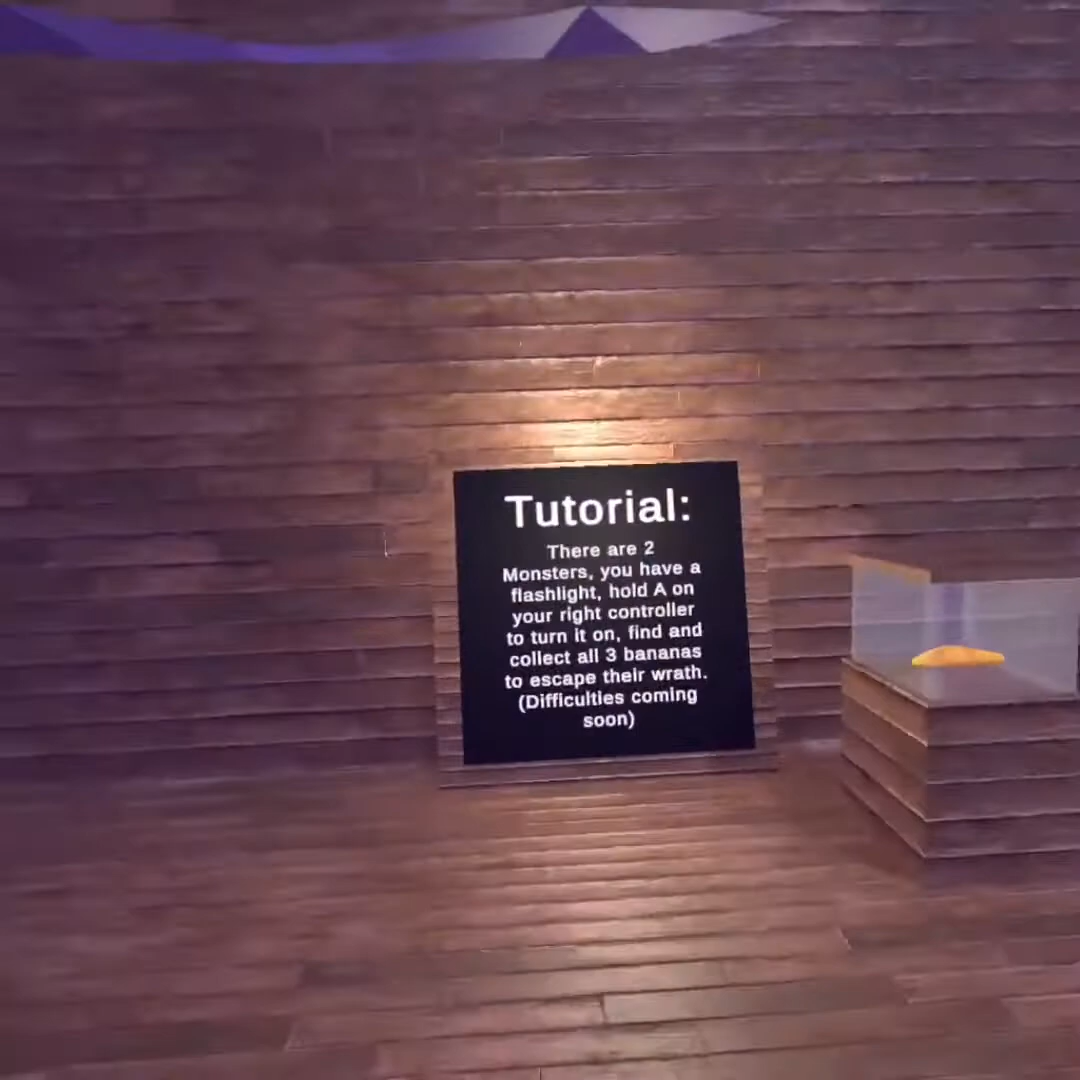 Tutorial:
There are 2
Monsters, you have a
flashlight, hold A on
your right controller
to turn it on, find and
collect all 3 bananas
to escape their wrath.
(Difficulties coming
soon)